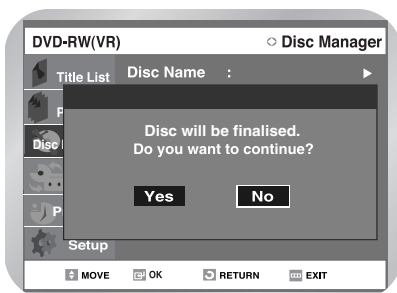 DVD-RW(VR)
Disc Manager
Title List
Disc Name : ►
P
Disc
Disc will be finalised.
Do you want to continue?
Yes No
P
Setup
MOVE OK RETURN EXIT